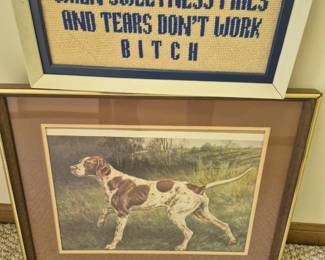 WHEN SWEETNESS FAILS
AND TEARS DON'T WORK
BITCH